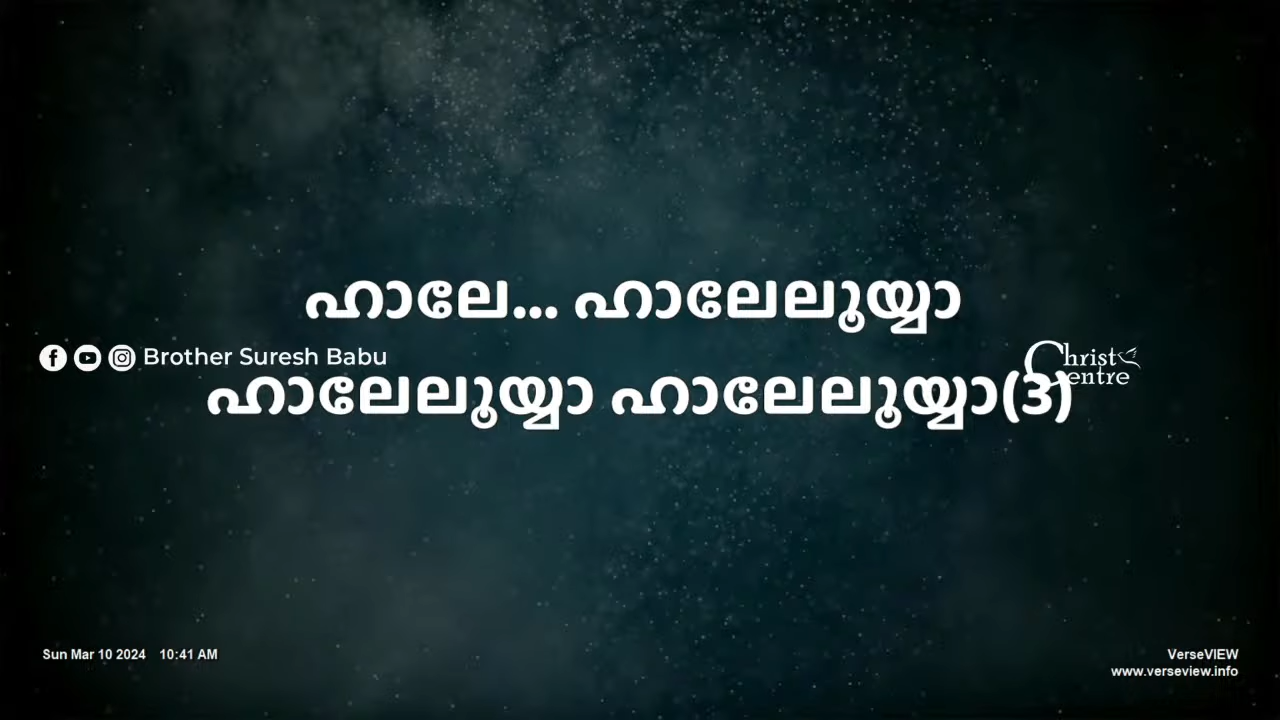 ഹാലേ... ഹാലേലൂയ്യാ
Brother Suresh Babu
Christ Centre
ഹാലേലൂയ്യാ ഹാലേലൂയ്യാ(3)
Sun Mar 10 2024 10:41 AM
VerseVIEW
www.verseview.info